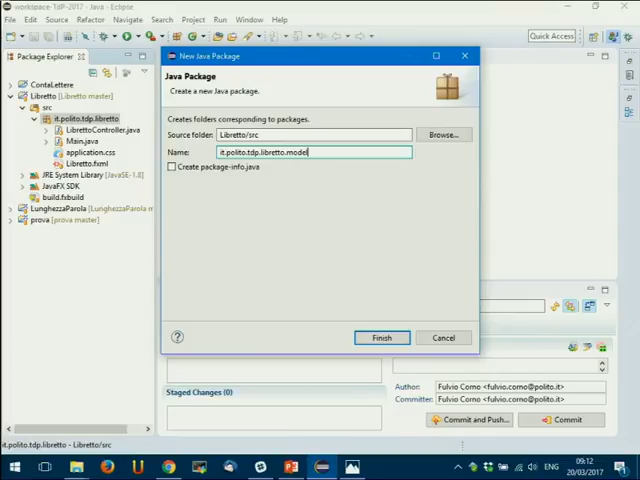 workspace-TdP-2017 - Java - Eclipse
File Edit Source Refactor Navigate Search Project Run Window Help
Quick Access
Package Explorer
ContaLettere
Libretto [Libretto master]
src
it.polito.tdp.libretto
LibrettoController.java
Main.java
application.css
Libretto.fxml
JRE System Library [JavaSE-1.8]
JavaFX SDK
build.fxbuild
LunghezzaParola [Libretto master]
prova [Libretto master]
New Java Package
Java Package
Create a new Java package.
Creates folders corresponding to packages.
Source folder: Libretto/src Browse...
Name: it.polito.tdp.libretto.model
Create package-info.java
? Finish Cancel
Staged Changes (0)
Author: Fulvio Corno <fulvio.corno@polito.it>
Committer: Fulvio Corno <fulvio.corno@polito.it>
Commit and Push... Commit
it.polito.tdp.libretto - Libretto/src
ENG 09:12
20/03/2017